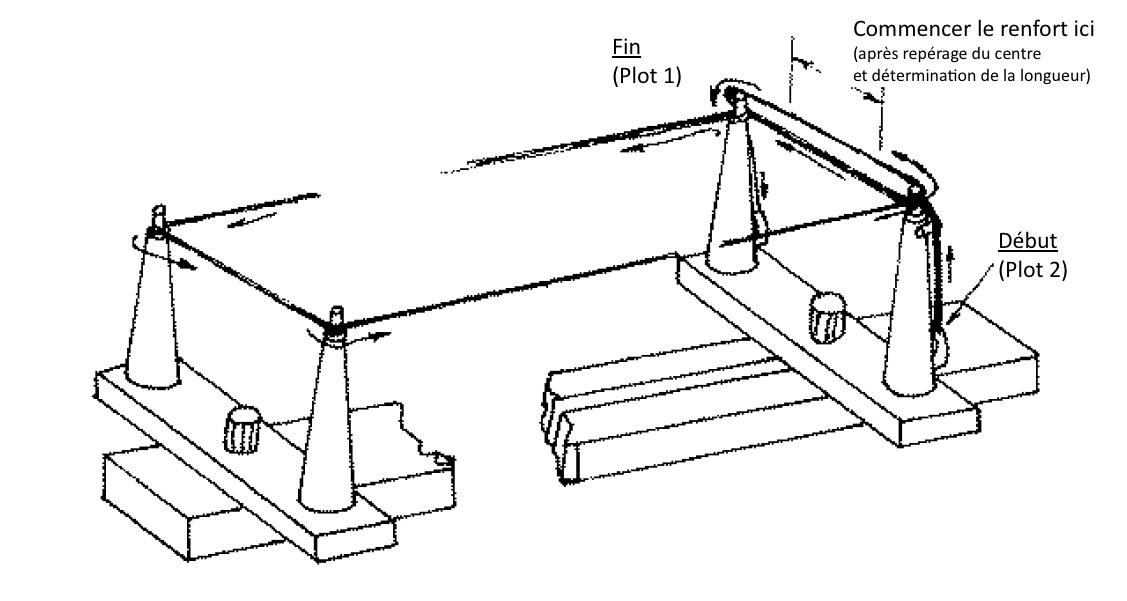 Fin
(Plot 1)
Commencer le renfort ici
(après repérage du centre
et détermination de la longueur)
Début
(Plot 2)